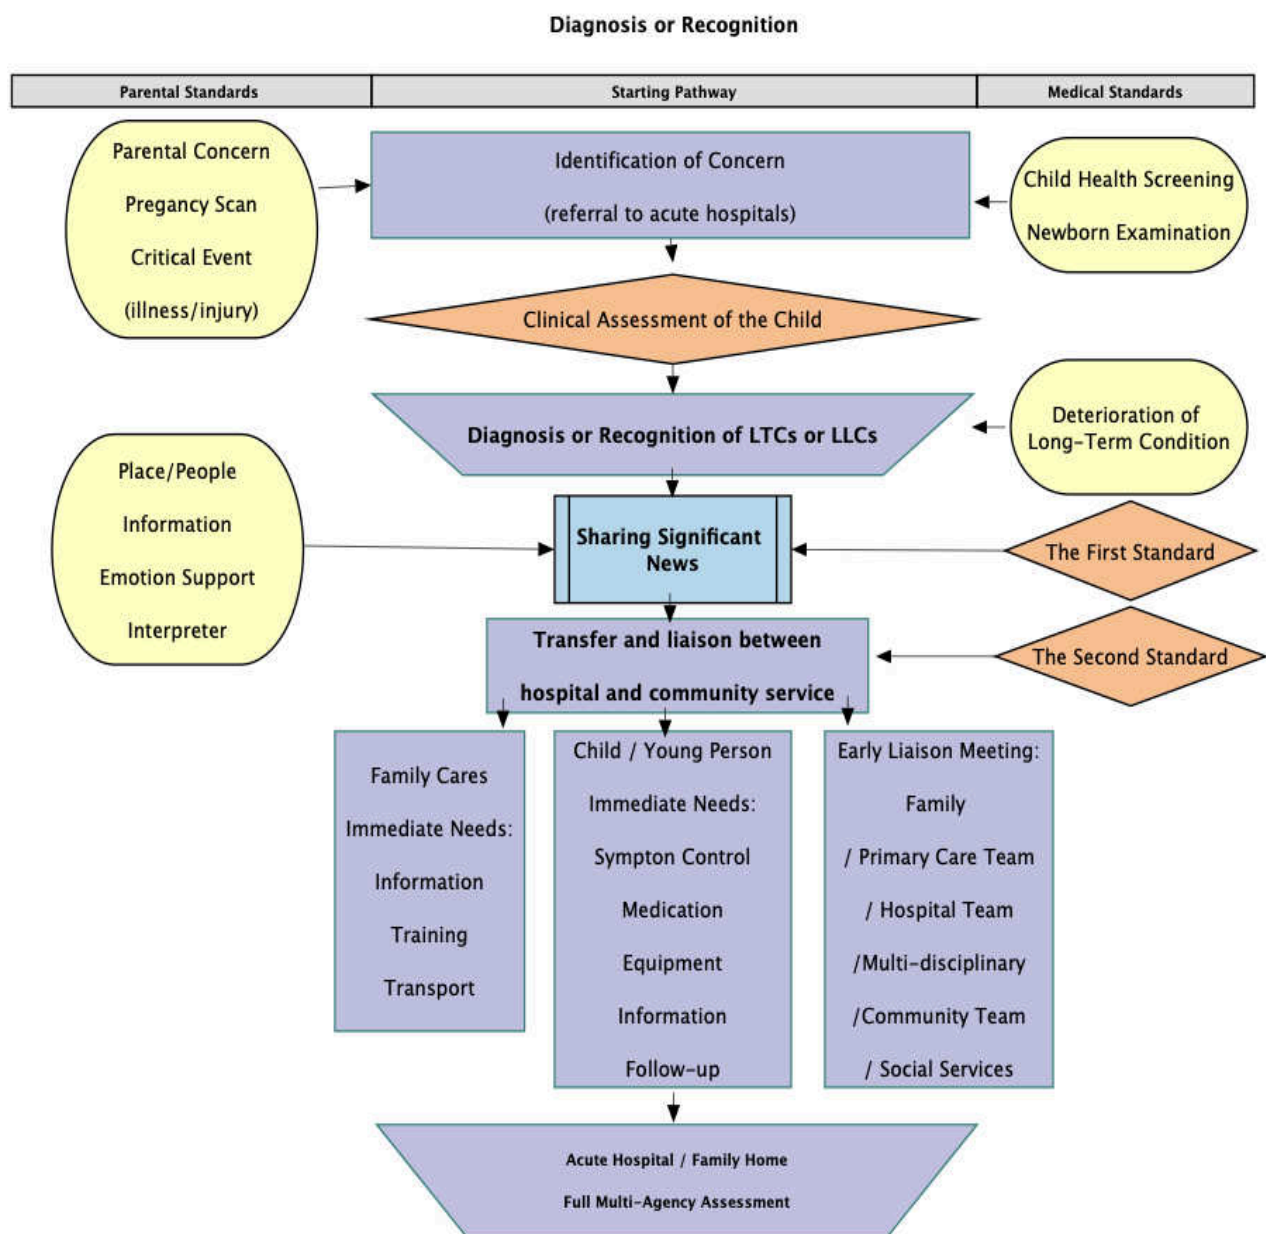 Diagnosis or Recognition
Parental Standards
Starting Pathway
Medical Standards
Parental Concern
Pregancy Scan
Critical Event
(illness/injury)
Identification of Concern
(referral to acute hospitals)
Child Health Screening
Newborn Examination
Clinical Assessment of the Child
Diagnosis or Recognition of LTCs or LLCs
Deterioration of
Long-Term Condition
Place/People
Information
Emotion Support
Interpreter
Sharing Significant
News
The First Standard
Transfer and liaison between
hospital and community service
The Second Standard
Family Cares
Immediate Needs:
Information
Training
Transport
Child / Young Person
Immediate Needs:
Sympton Control
Medication
Equipment
Information
Follow-up
Early Liaison Meeting:
Family
/ Primary Care Team
/ Hospital Team
/Multi-disciplinary
/Community Team
/ Social Services
Acute Hospital / Family Home
Full Multi-Agency Assessment